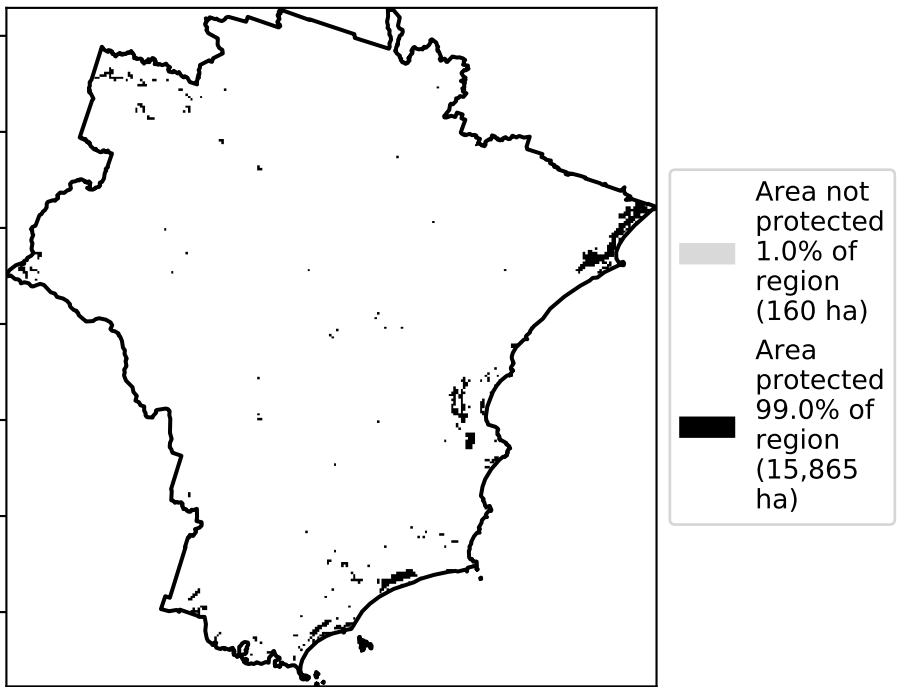 Area not
protected
1.0% of
region
(160 ha)
Area
protected
99.0% of
region
(15,865
ha)